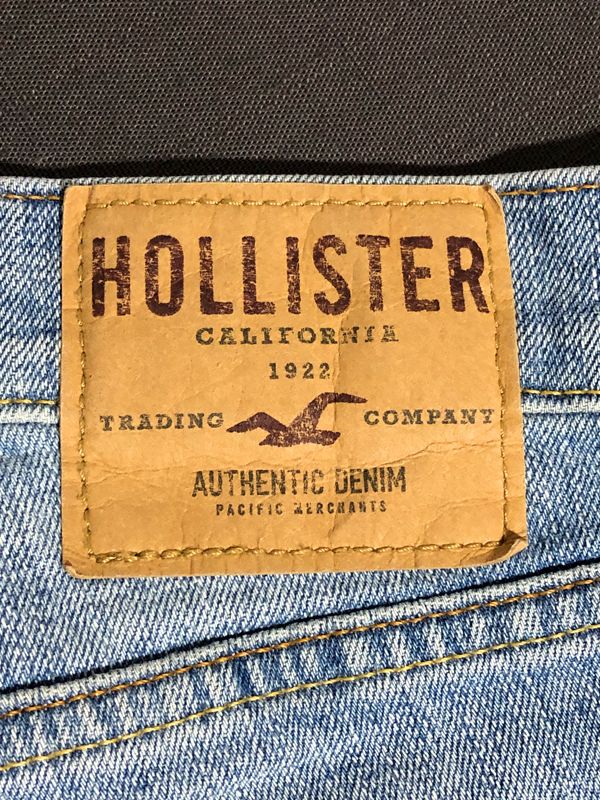 HOLLISTER
CALIFORNIA
1922
TRADING COMPANY
AUTHENTIC DENIM
PACIFIC MERCHANTS